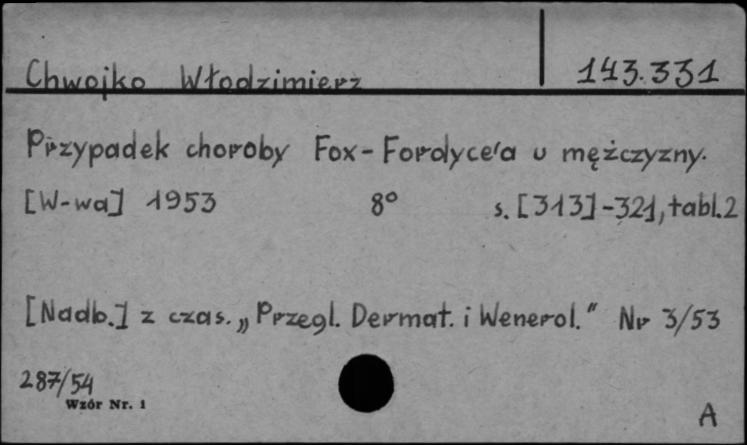 Chwojko Włodzimierz 143.331
Przypadek choroby Fox-Fordyce'a u mężczyzny.
[W-wa] 1953 8° s. [313]-321, tabl.2
[Nadb.] z czas. „Przegl. Dermat. i Wenerol." Nr 3/53
287/54
Wzór Nr. 1
A